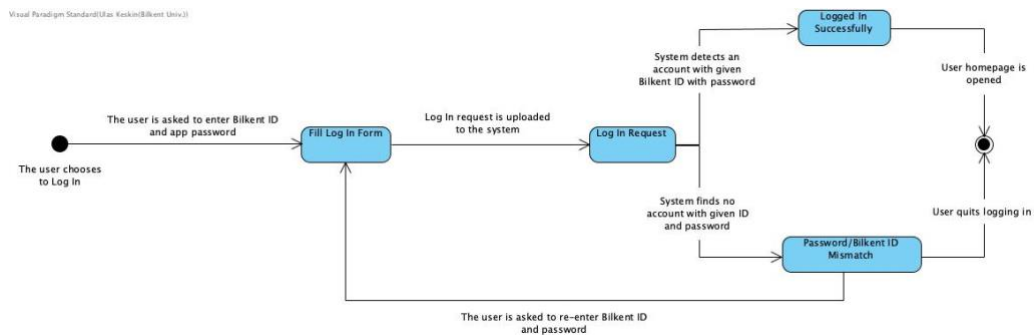 Visual Paradigm Standard(Ulas Keskin(Bilkent Univ.))
Logged In
Successfully
System detects an
account with given
Bilkent ID with password
User homepage is
opened
The user is asked to enter Bilkent ID
and app password
Log In request is uploaded
to the system
Fill Log In Form
Log In Request
The user chooses
to Log In
System finds no
account with given ID
and password
User quits logging in
Password/Bilkent ID
Mismatch
The user is asked to re-enter Bilkent ID
and password